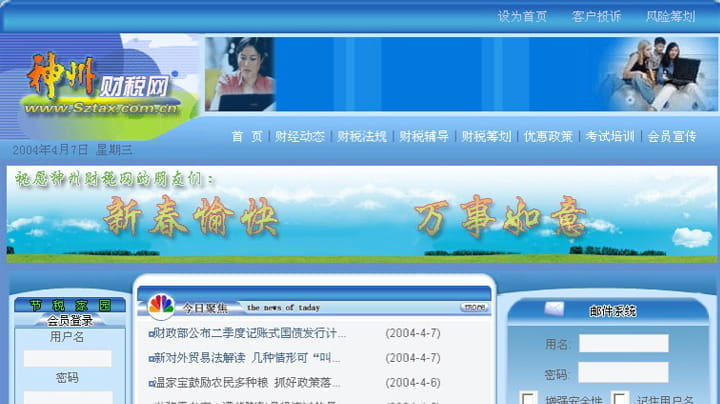 设为首页 客户投诉 风险筹划
神州财税网
www.Sztax.com.cn
首 页 | 财经动态 | 财税法规 | 财税辅导 | 财税筹划 | 优惠政策 | 考试培训 | 会员宣传
2004年4月7日 星期三
祝愿神州财税网的朋友们：
新春愉快 万事如意
节 税 家 园
会员登录
用户名
密码
今日聚焦 the news of taday more
财政部公布二季度记账式国债发行计... (2004-4-7)
新对外贸易法解读 几种情形可“叫... (2004-4-7)
温家宝鼓励农民多种粮 抓好政策落... (2004-4-6)
邮件系统
用名:
密码:
增强安全性 记住用户名